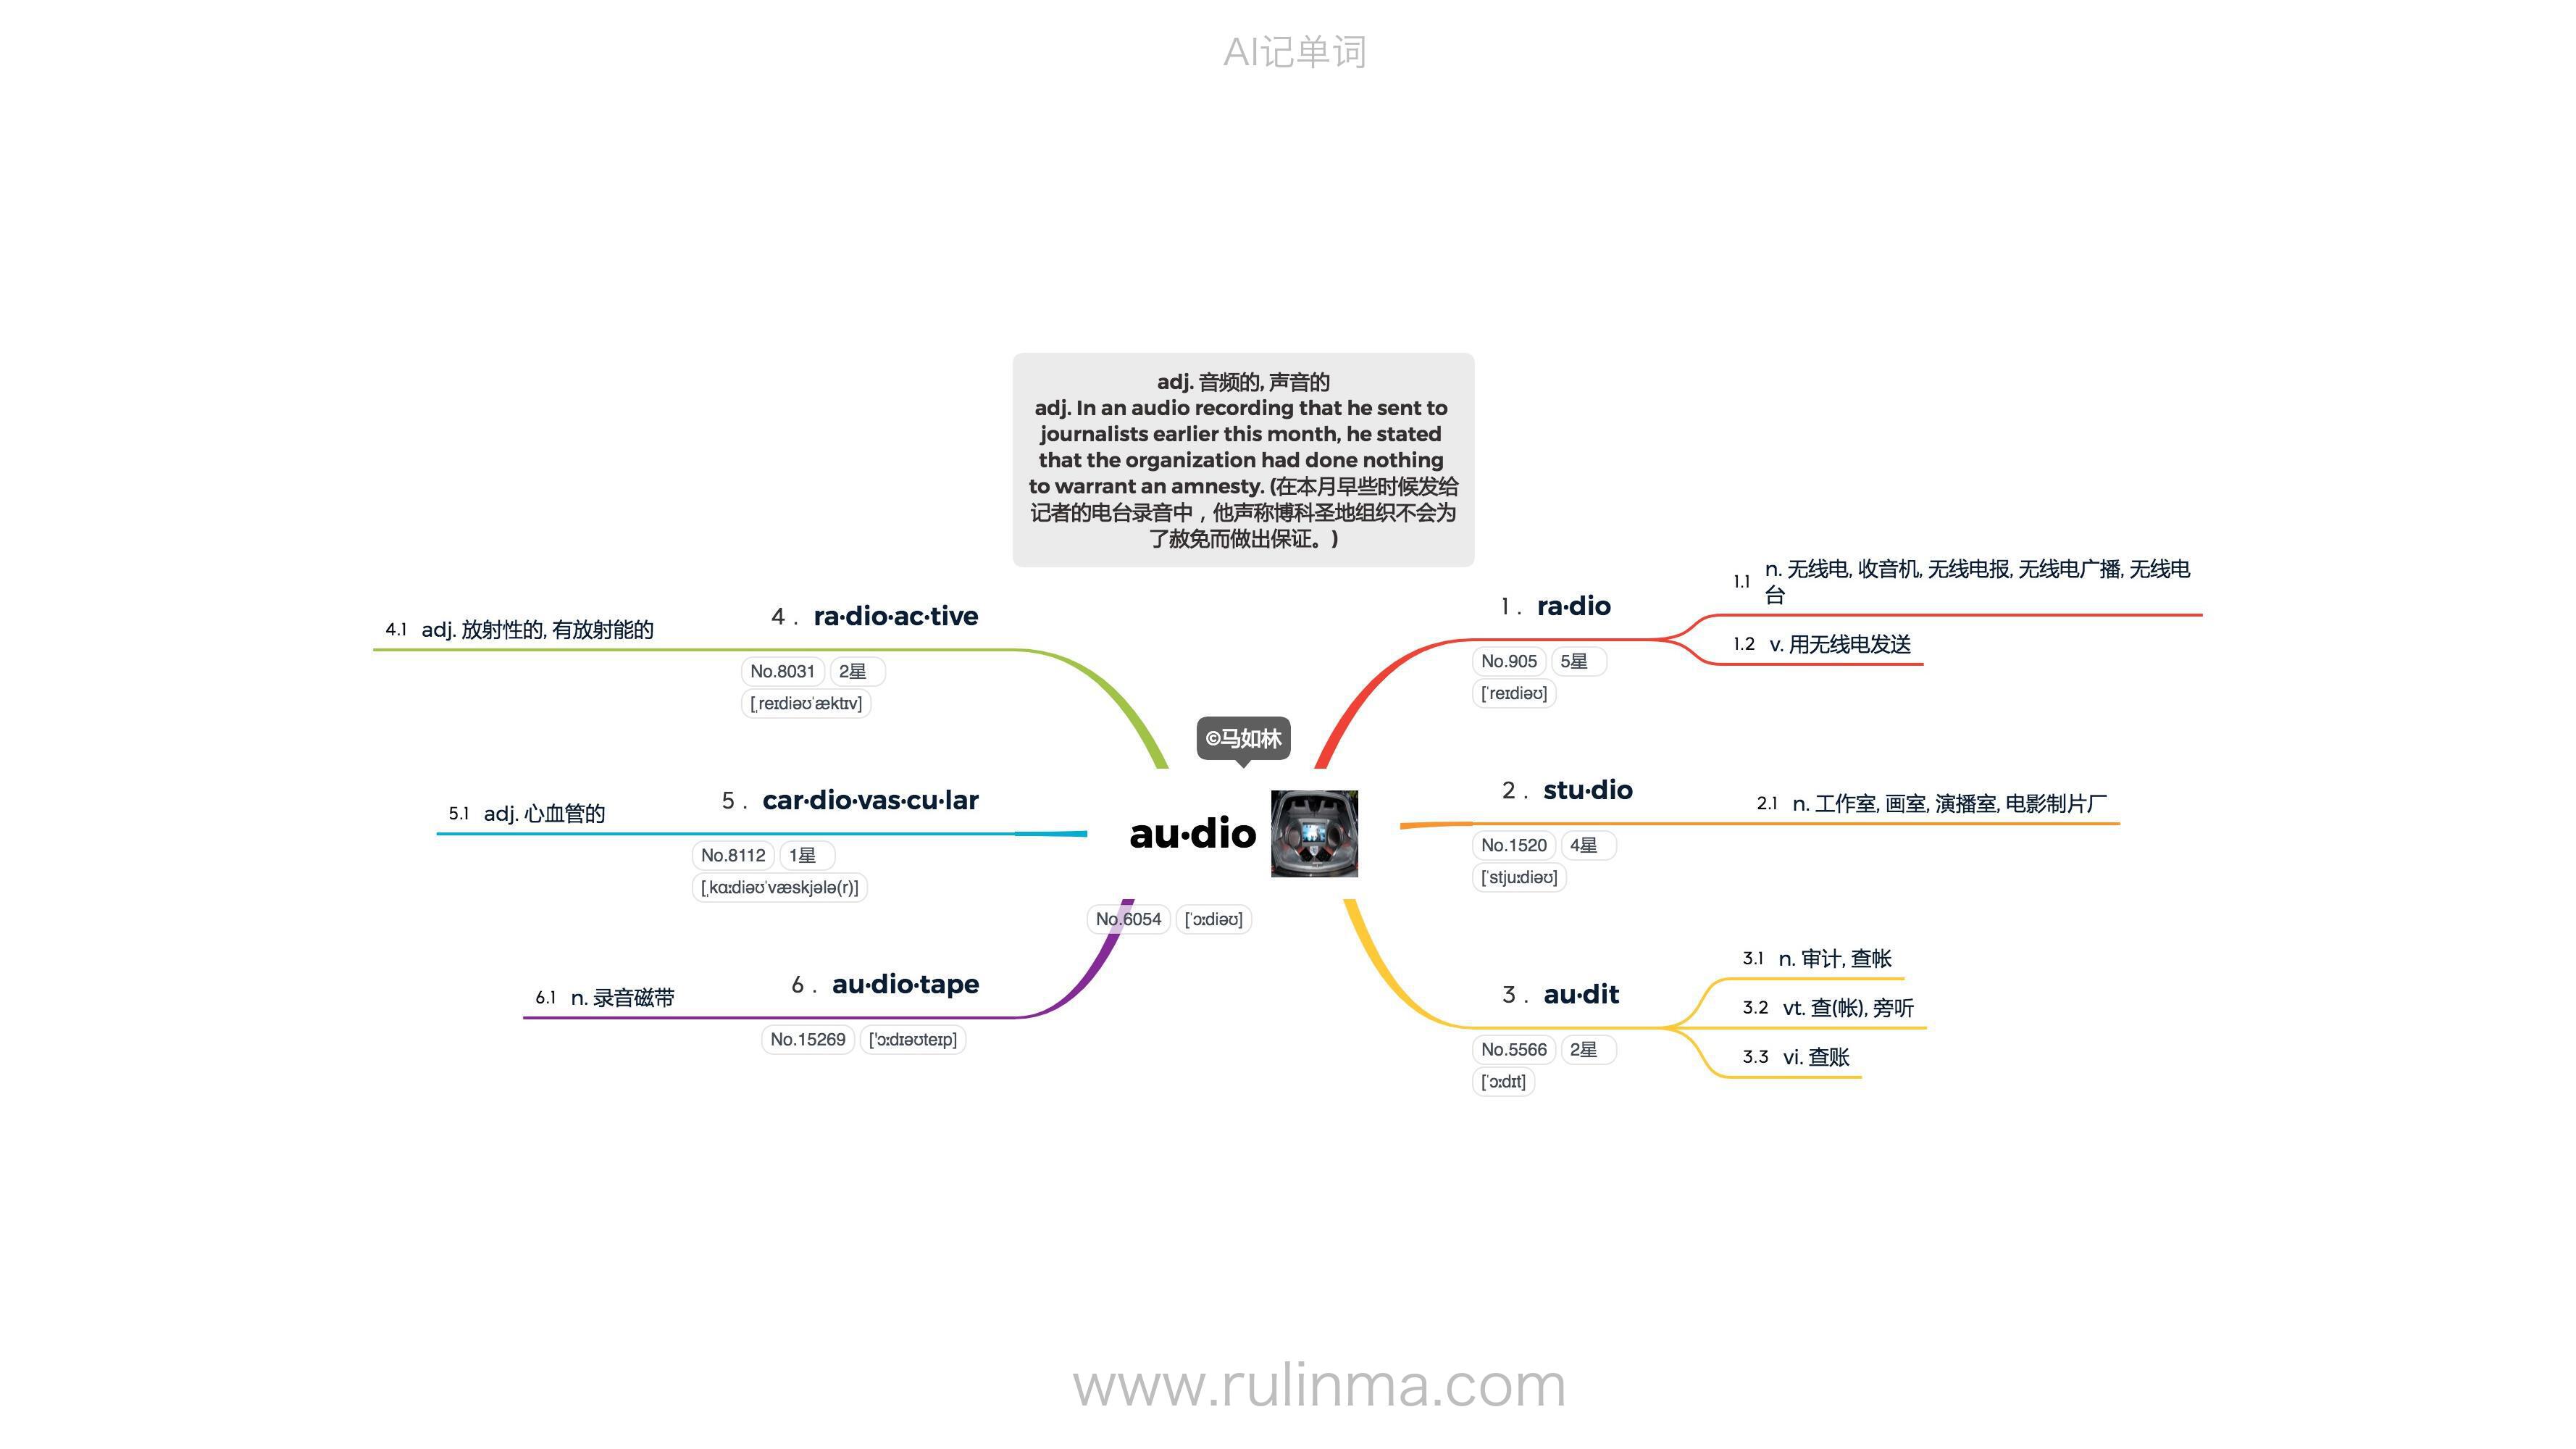 AI记单词
adj. 音频的, 声音的
adj. In an audio recording that he sent to
journalists earlier this month, he stated
that the organization had done nothing
to warrant an amnesty. (在本月早些时候发给
记者的电台录音中，他声称博科圣地组织不会为
了赦免而做出保证。)
©马如林
au·dio
No.6054 [ˈɔːdiəʊ]
1. ra·dio
No.905 5星
[ˈreɪdiəʊ]
1.1 n. 无线电, 收音机, 无线电报, 无线电广播, 无线电
台
1.2 v. 用无线电发送
2. stu·dio
No.1520 4星
[ˈstjuːdiəʊ]
2.1 n. 工作室, 画室, 演播室, 电影制片厂
3. au·dit
No.5566 2星
[ˈɔːdɪt]
3.1 n. 审计, 查帐
3.2 vt. 查(帐), 旁听
3.3 vi. 查账
4. ra·dio·ac·tive
No.8031 2星
[ˌreɪdiəʊˈæktɪv]
4.1 adj. 放射性的, 有放射能的
5. car·dio·vas·cu·lar
No.8112 1星
[ˌkɑːdiəʊˈvæskjələ(r)]
5.1 adj. 心血管的
6. au·dio·tape
No.15269 ['ɔːdɪəʊteɪp]
6.1 n. 录音磁带
www.rulinma.com